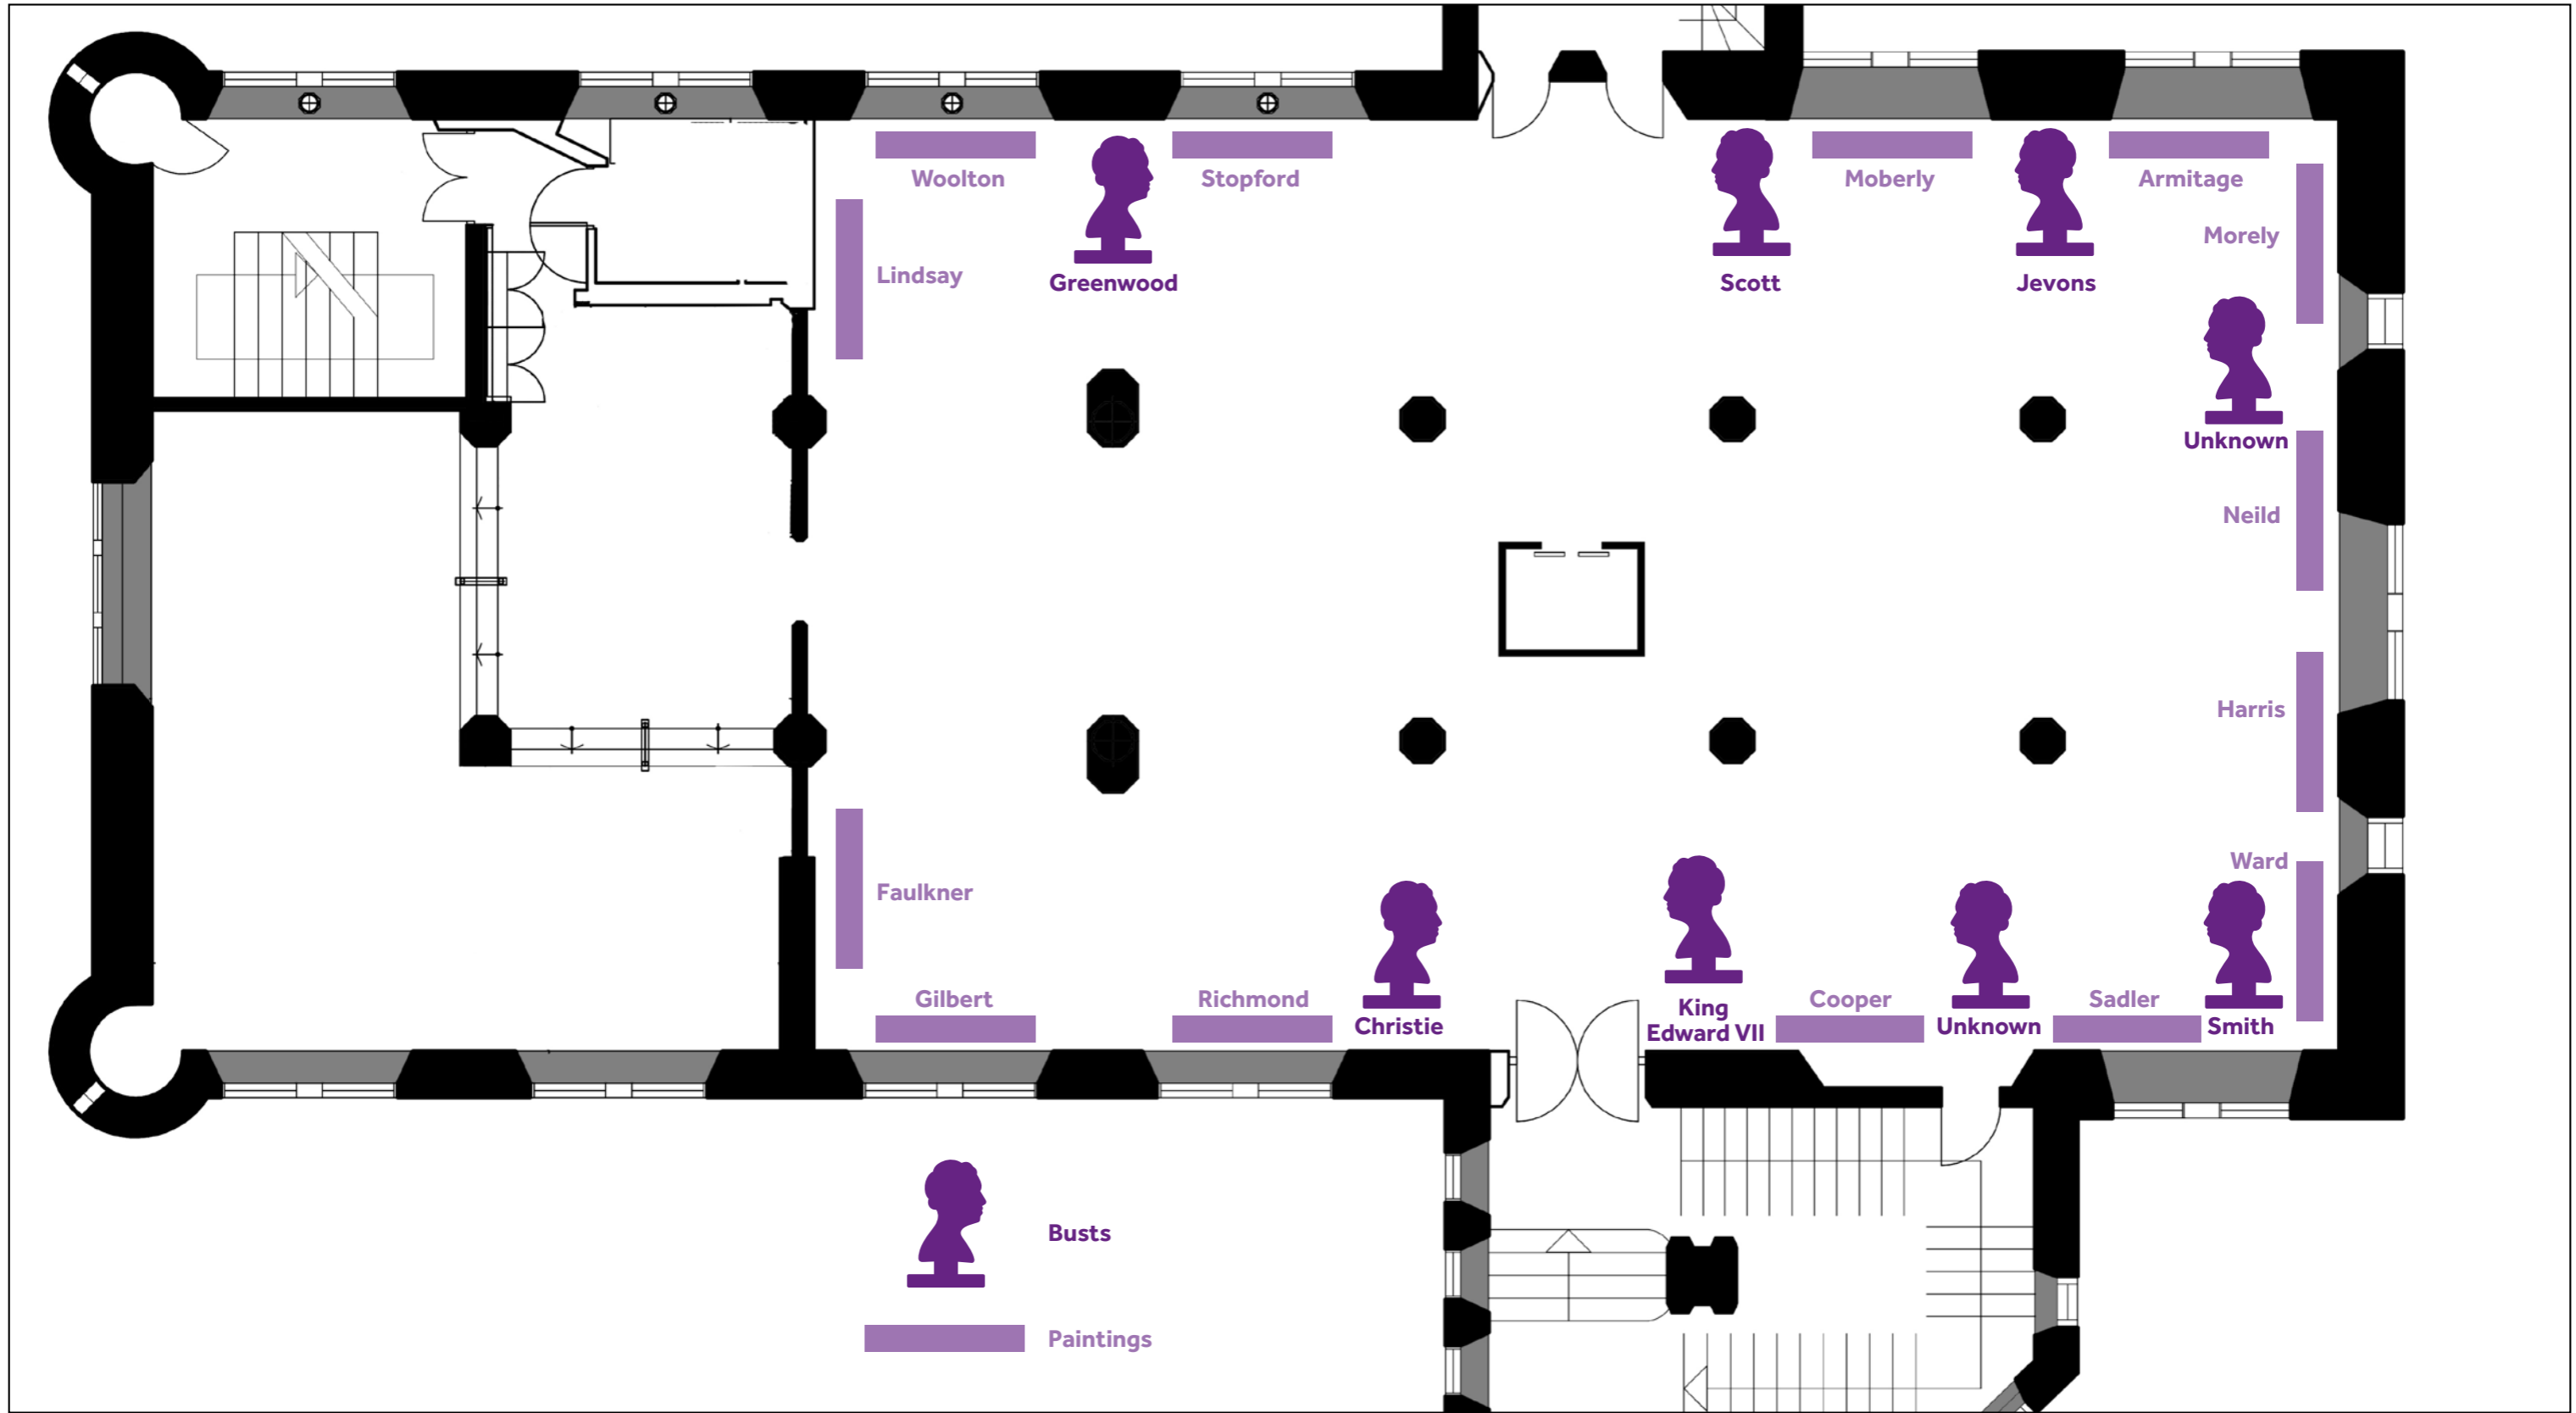 Woolton
Stopford
Moberly
Armitage
Morely
Lindsay
Greenwood
Scott
Jevons
Unknown
Neild
Harris
Ward
Faulkner
Gilbert
Richmond
Christie
King
Edward VII
Cooper
Unknown
Sadler
Smith
Busts
Paintings